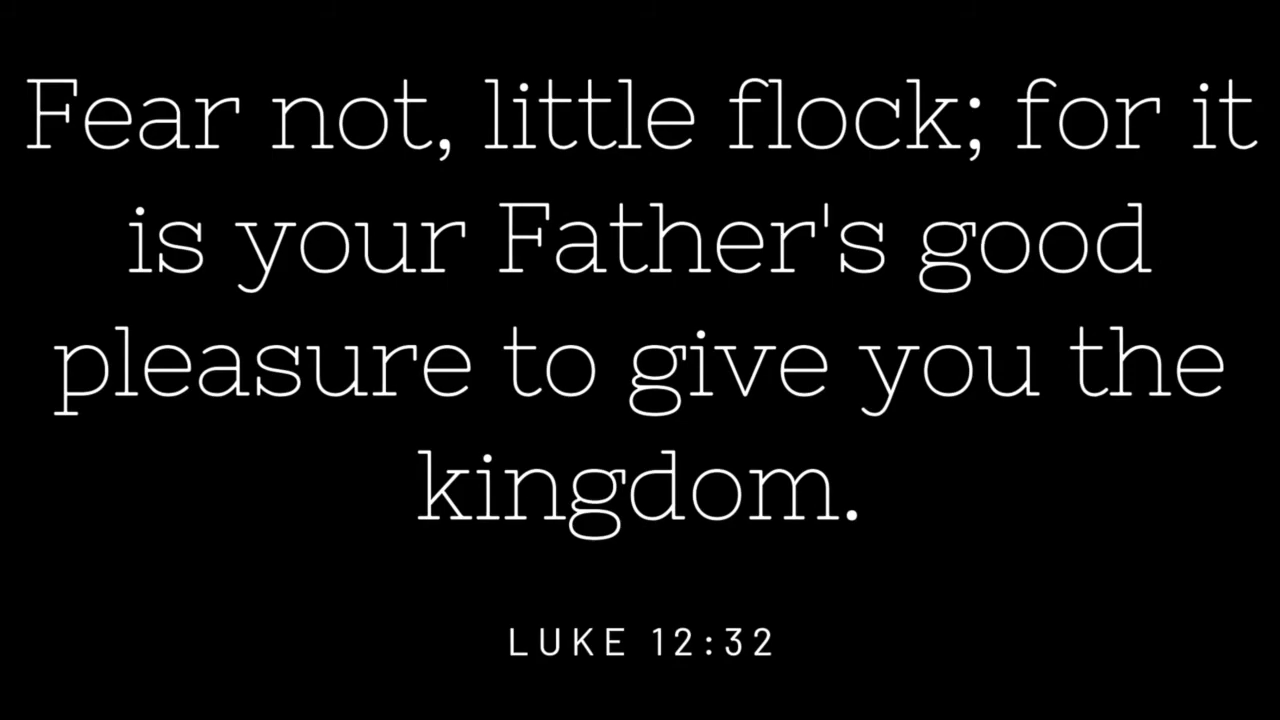 Fear not, little flock; for it
is your Father's good
pleasure to give you the
kingdom.
LUKE 12:32